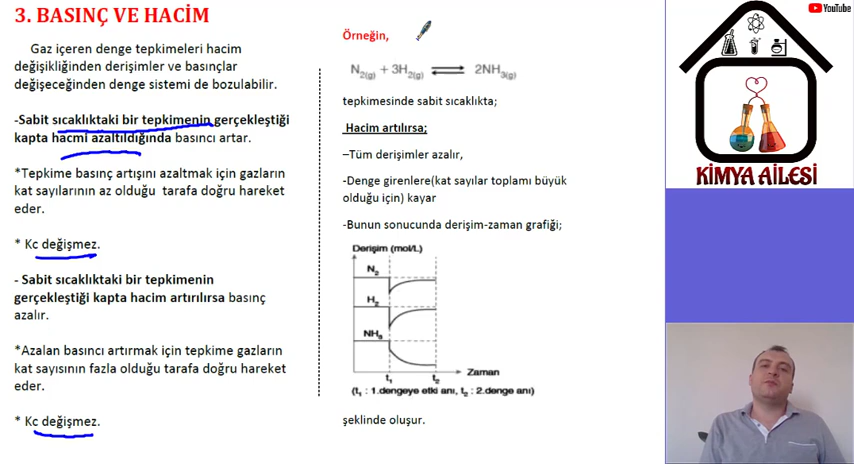 3. BASINÇ VE HACİM
Gaz içeren denge tepkimeleri hacim
değişikliğinden derişimler ve basınçlar
değişeceğinden denge sistemi de bozulabilir.
-Sabit sıcaklıktaki bir tepkimenin gerçekleştiği
kapta hacmi azaltıldığında basıncı artar.
*Tepkime basınç artışını azaltmak için gazların
kat sayılarının az olduğu tarafa doğru hareket
eder.
* Kc değişmez.
- Sabit sıcaklıktaki bir tepkimenin
gerçekleştiği kapta hacim artırılırsa basınç
azalır.
*Azalan basıncı artırmak için tepkime gazların
kat sayısının fazla olduğu tarafa doğru hareket
eder.
* Kc değişmez.
Örneğin,
N2(g) + 3H2(g) ⇌ 2NH3(g)
tepkimesinde sabit sıcaklıkta;
Hacim artılırsa;
–Tüm derişimler azalır,
-Denge girenlere(kat sayılar toplamı büyük
olduğu için) kayar
-Bunun sonucunda derişim-zaman grafiği;
Derişim (mol/L)
N2
H2
NH3
Zaman
t1 t2
(t1 : 1.dengeye etki anı, t2 : 2.denge anı)
şeklinde oluşur.
YouTube
KİMYA AİLESİ